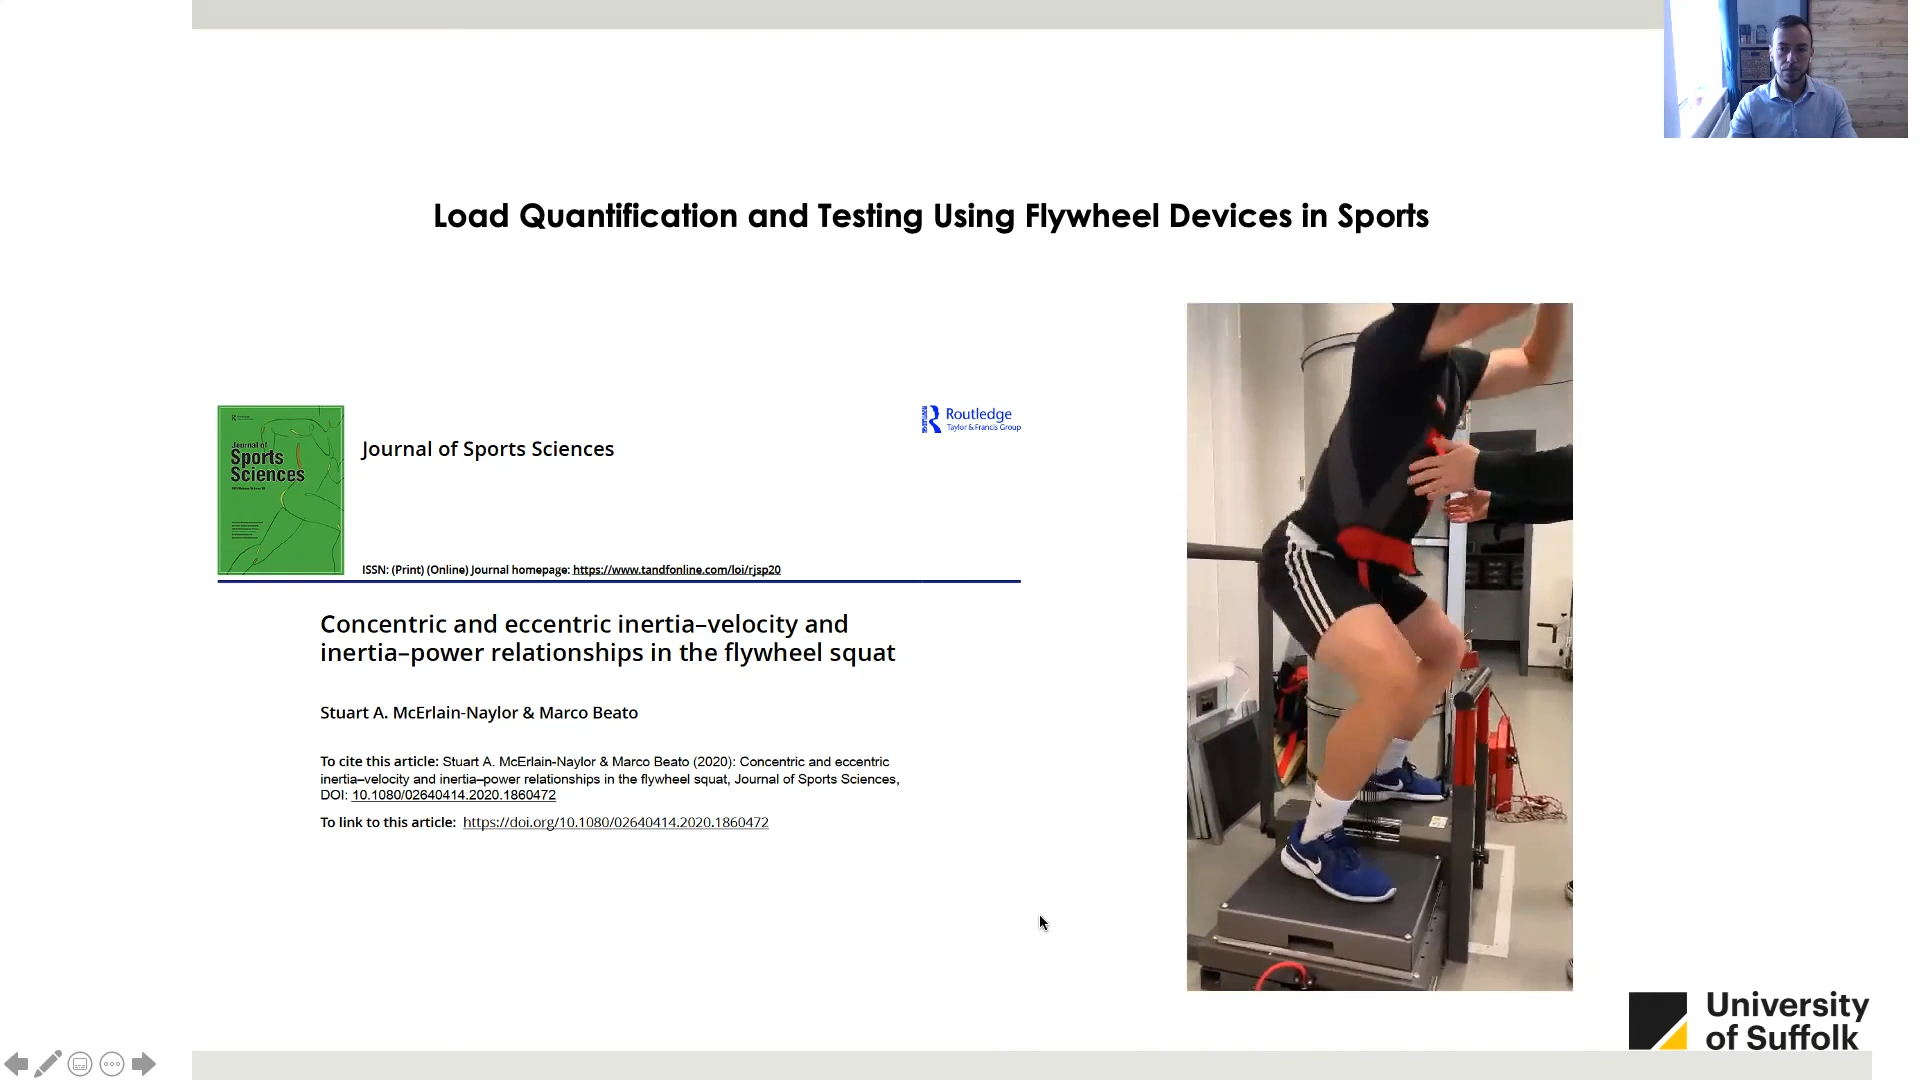 Load Quantification and Testing Using Flywheel Devices in Sports
Journal of
Sports
Sciences
Journal of Sports Sciences
Routledge
Taylor & Francis Group
ISSN: (Print) (Online) Journal homepage: https://www.tandfonline.com/loi/rjsp20
Concentric and eccentric inertia–velocity and
inertia–power relationships in the flywheel squat
Stuart A. McErlain-Naylor & Marco Beato
To cite this article: Stuart A. McErlain-Naylor & Marco Beato (2020): Concentric and eccentric
inertia–velocity and inertia–power relationships in the flywheel squat, Journal of Sports Sciences,
DOI: 10.1080/02640414.2020.1860472
To link to this article: https://doi.org/10.1080/02640414.2020.1860472
University
of Suffolk